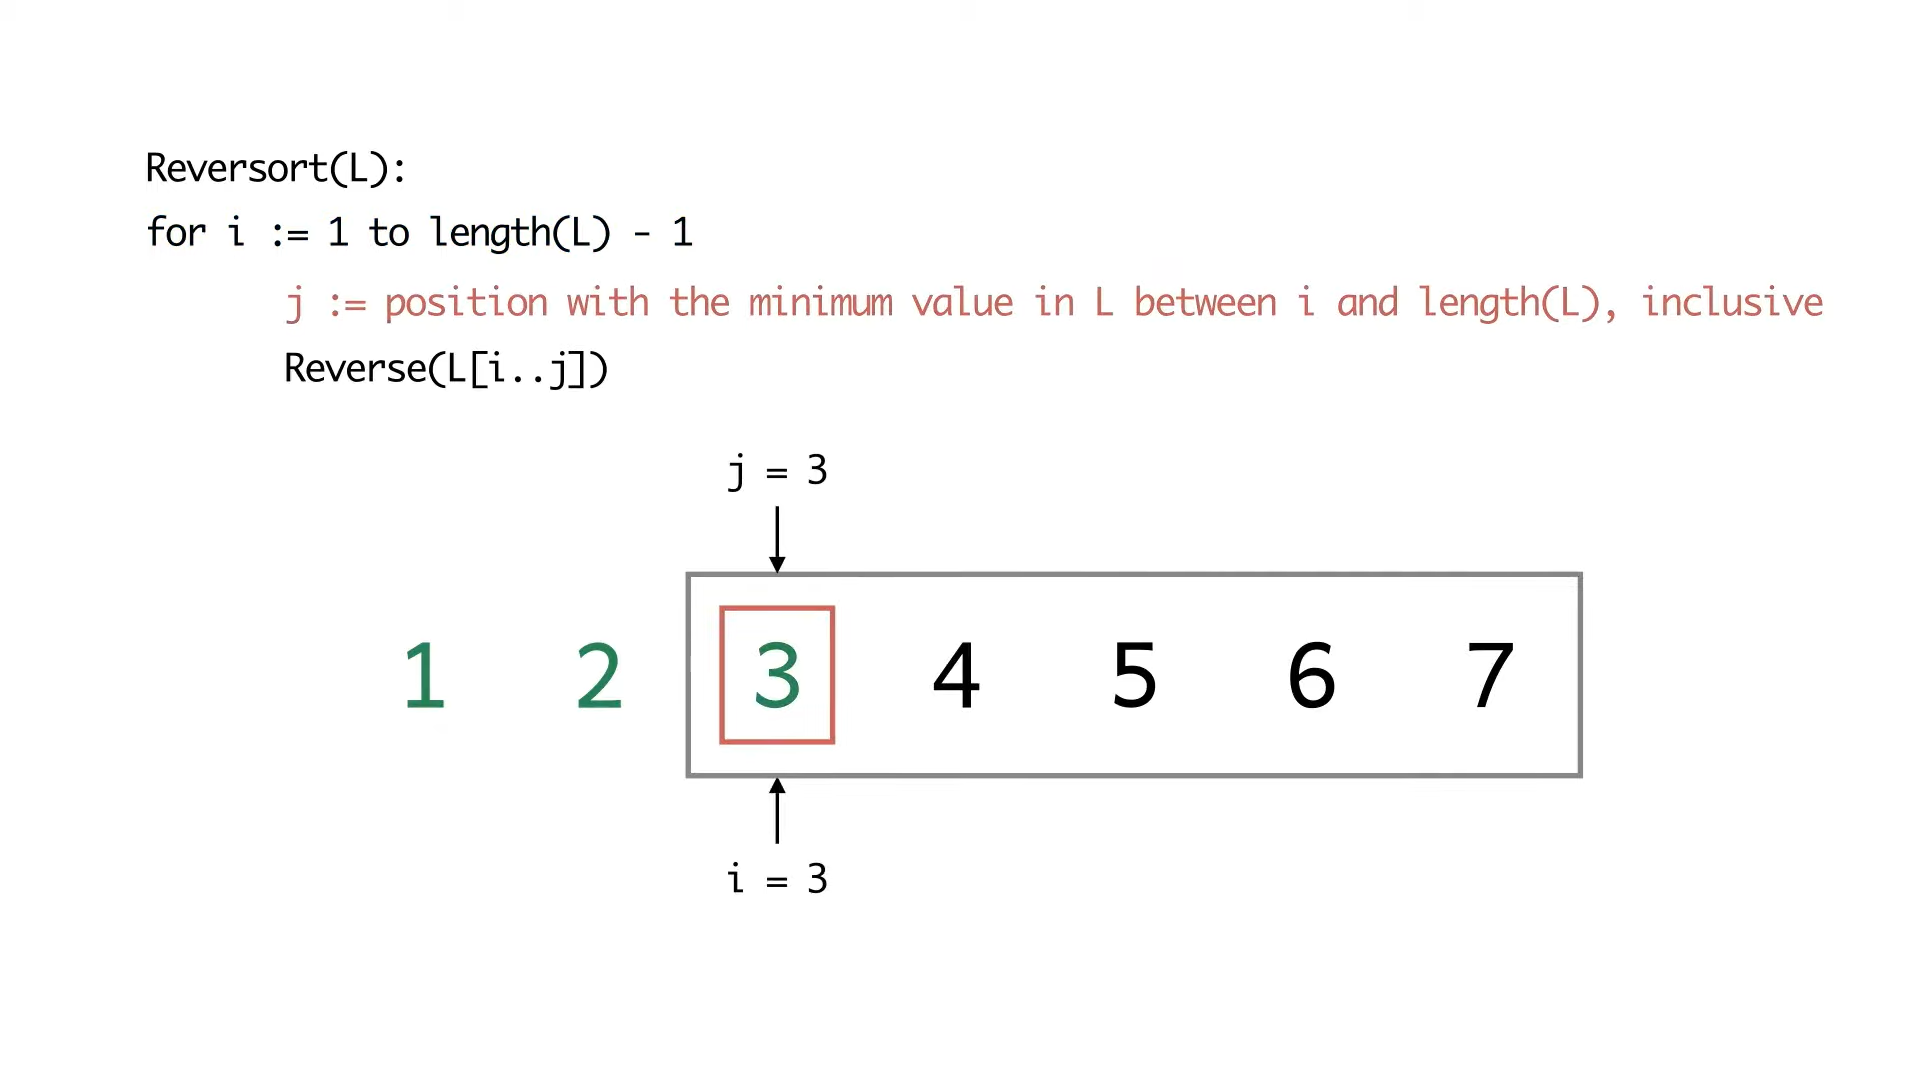 Reversort(L):
for i := 1 to length(L) - 1
j := position with the minimum value in L between i and length(L), inclusive
Reverse(L[i..j])
j = 3
1 2 3 4 5 6 7
i = 3